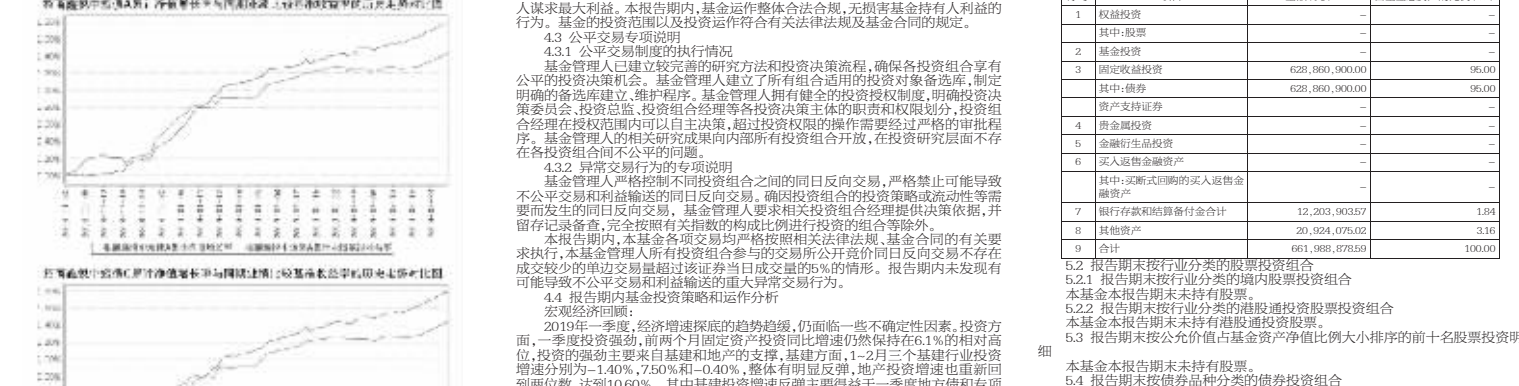 人谋求最大利益。本报告期内,基金运作整体合法合规,无损害基金持有人利益的
行为。基金的投资范围以及投资运作符合有关法律法规及基金合同的规定。
4.3 公平交易专项说明
4.3.1 公平交易制度的执行情况
基金管理人已建立较完善的研究方法和投资决策流程,确保各投资组合享有
公平的投资决策机会。基金管理人建立了所有组合适用的投资对象备选库,制定
明确的备选库建立、维护程序。基金管理人拥有健全的投资授权制度,明确投资决
策委员会、投资总监、投资组合经理等各投资决策主体的职责和权限划分,投资组
合经理在授权范围内可以自主决策,超过投资权限的操作需要经过严格的审批程
序。基金管理人的相关研究成果向内部所有投资组合开放,在投资研究层面不存
在各投资组合间不公平的问题。
4.3.2 异常交易行为的专项说明
基金管理人严格控制不同投资组合之间的同日反向交易,严格禁止可能导致
不公平交易和利益输送的同日反向交易。确因投资组合的投资策略或流动性等需
要而发生的同日反向交易, 基金管理人要求相关投资组合经理提供决策依据,并
留存记录备查,完全按照有关指数的构成比例进行投资的组合等除外。
本报告期内,本基金各项交易均严格按照相关法律法规、基金合同的有关要
求执行,本基金管理人所有投资组合参与的交易所公开竞价同日反向交易不存在
成交较少的单边交易量超过该证券当日成交量的5%的情形。报告期内未发现有
可能导致不公平交易和利益输送的重大异常交易行为。
4.4 报告期内基金投资策略和运作分析
宏观经济回顾:
2019年一季度,经济增速探底的趋势趋缓,仍面临一些不确定性因素。投资方
面,一季度投资强劲,前两个月固定资产投资同比增速仍然保持在6.1%的相对高
位,投资的强劲主要来自基建和地产的支撑,基建方面,1-2月三个基建行业投资
增速分别为-1.40%,7.50%和-0.40%,整体有明显反弹,地产投资增速也重新回
到两位数,达到10.60%。其中基建投资增速反弹主要得益于一季度地方债和专项
1 权益投资 - -
其中:股票 - -
2 基金投资 - -
3 固定收益投资 628,860,900.00 95.00
其中:债券 628,860,900.00 95.00
资产支持证券 - -
4 贵金属投资 - -
5 金融衍生品投资 - -
6 买入返售金融资产 - -
其中:买断式回购的买入返售金
融资产 - -
7 银行存款和结算备付金合计 12,203,903.57 1.84
8 其他资产 20,924,075.02 3.16
9 合计 661,988,878.59 100.00
5.2 报告期末按行业分类的股票投资组合
5.2.1 报告期末按行业分类的境内股票投资组合
本基金本报告期末未持有股票。
5.2.2 报告期末按行业分类的港股通投资股票投资组合
本基金本报告期末未持有港股通投资股票。
5.3 报告期末按公允价值占基金资产净值比例大小排序的前十名股票投资明
细
本基金本报告期末未持有股票。
5.4 报告期末按债券品种分类的债券投资组合